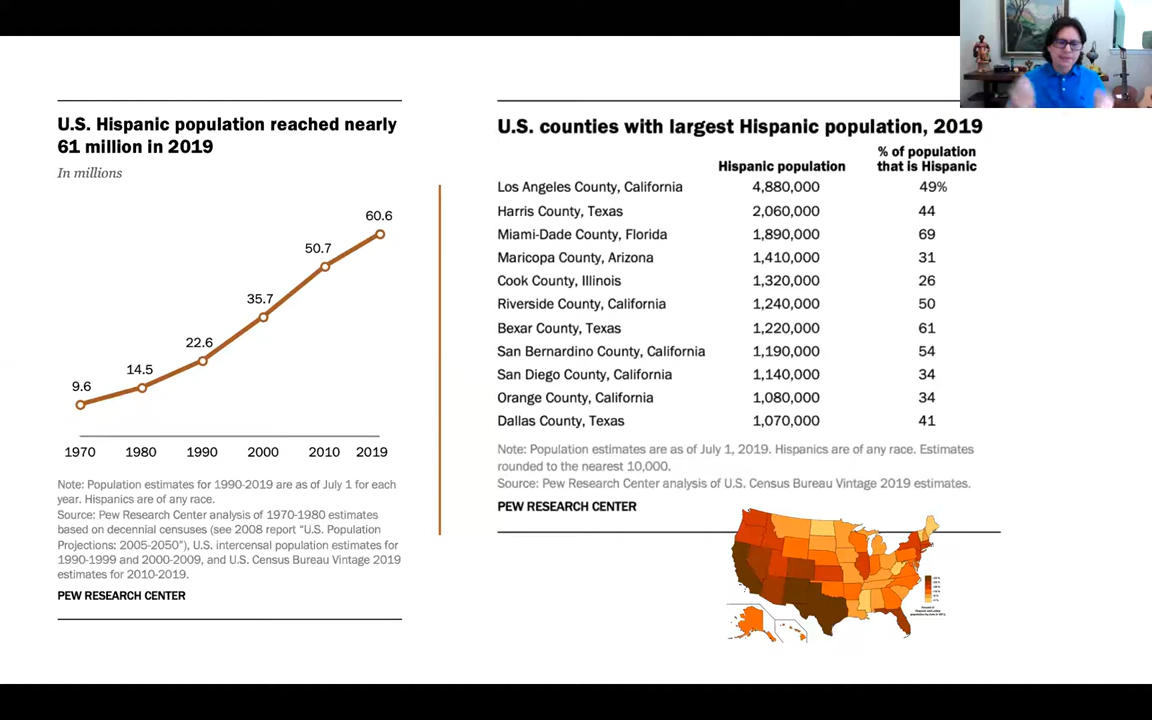 U.S. Hispanic population reached nearly
61 million in 2019
In millions
60.6
50.7
35.7
22.6
14.5
9.6
1970 1980 1990 2000 2010 2019
Note: Population estimates for 1990-2019 are as of July 1 for each
year. Hispanics are of any race.
Source: Pew Research Center analysis of 1970-1980 estimates
based on decennial censuses (see 2008 report “U.S. Population
Projections: 2005-2050”), U.S. intercensal population estimates for
1990-1999 and 2000-2009, and U.S. Census Bureau Vintage 2019
estimates for 2010-2019.
PEW RESEARCH CENTER
U.S. counties with largest Hispanic population, 2019
% of population
Hispanic population that is Hispanic
Los Angeles County, California 4,880,000 49%
Harris County, Texas 2,060,000 44
Miami-Dade County, Florida 1,890,000 69
Maricopa County, Arizona 1,410,000 31
Cook County, Illinois 1,320,000 26
Riverside County, California 1,240,000 50
Bexar County, Texas 1,220,000 61
San Bernardino County, California 1,190,000 54
San Diego County, California 1,140,000 34
Orange County, California 1,080,000 34
Dallas County, Texas 1,070,000 41
Note: Population estimates are as of July 1, 2019. Hispanics are of any race. Estimates
rounded to the nearest 10,000.
Source: Pew Research Center analysis of U.S. Census Bureau Vintage 2019 estimates.
PEW RESEARCH CENTER